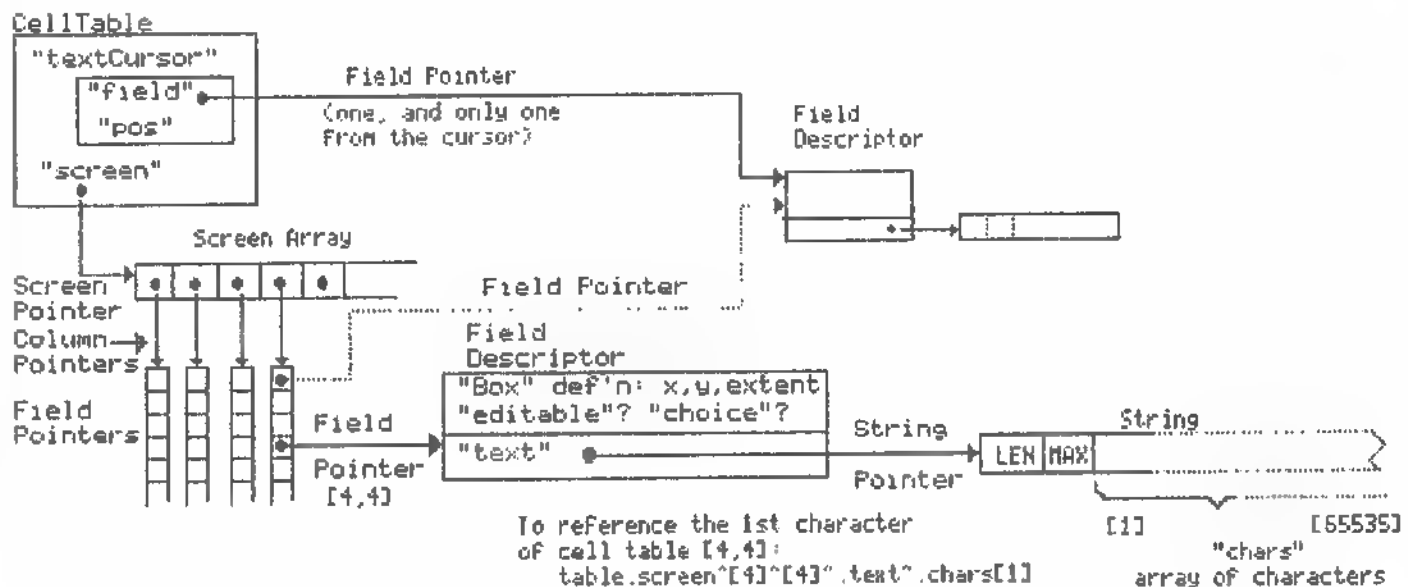 CellTable
"textCursor"
"field"
"pos"
"screen"
Field Pointer
(one, and only one
from the cursor)
Field
Descriptor
Screen Array
Screen
Pointer
Column
Pointers
Field
Pointers
Field Pointer
Field
Descriptor
"Box" def'n: x,y,extent
"editable"? "choice"?
"text"
Field
Pointer
[4,4]
String
Pointer
String
LEN MAX
[1] [65535]
"chars"
array of characters
To reference the 1st character
of cell table [4,4]:
table.screen^[4]^[4]^.text^.chars[1]